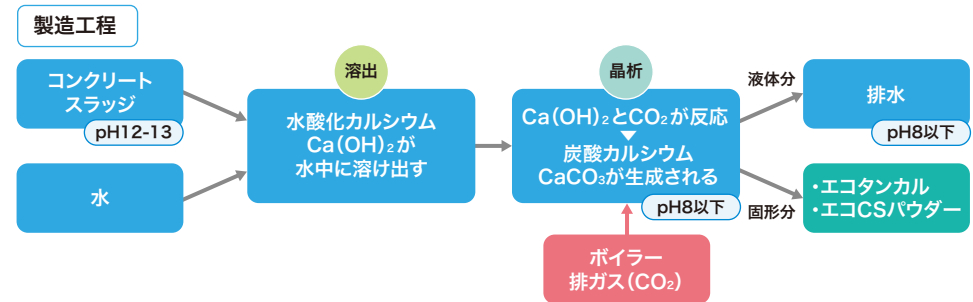 製造工程
コンクリート
スラッジ
pH12-13
水
溶出
水酸化カルシウム
Ca(OH)₂が
水中に溶け出す
晶析
Ca(OH)₂とCO₂が反応
炭酸カルシウム
CaCO₃が生成される
pH8以下
ボイラー
排ガス(CO₂)
液体分
排水
pH8以下
固形分
・エコタンカル
・エコCSパウダー